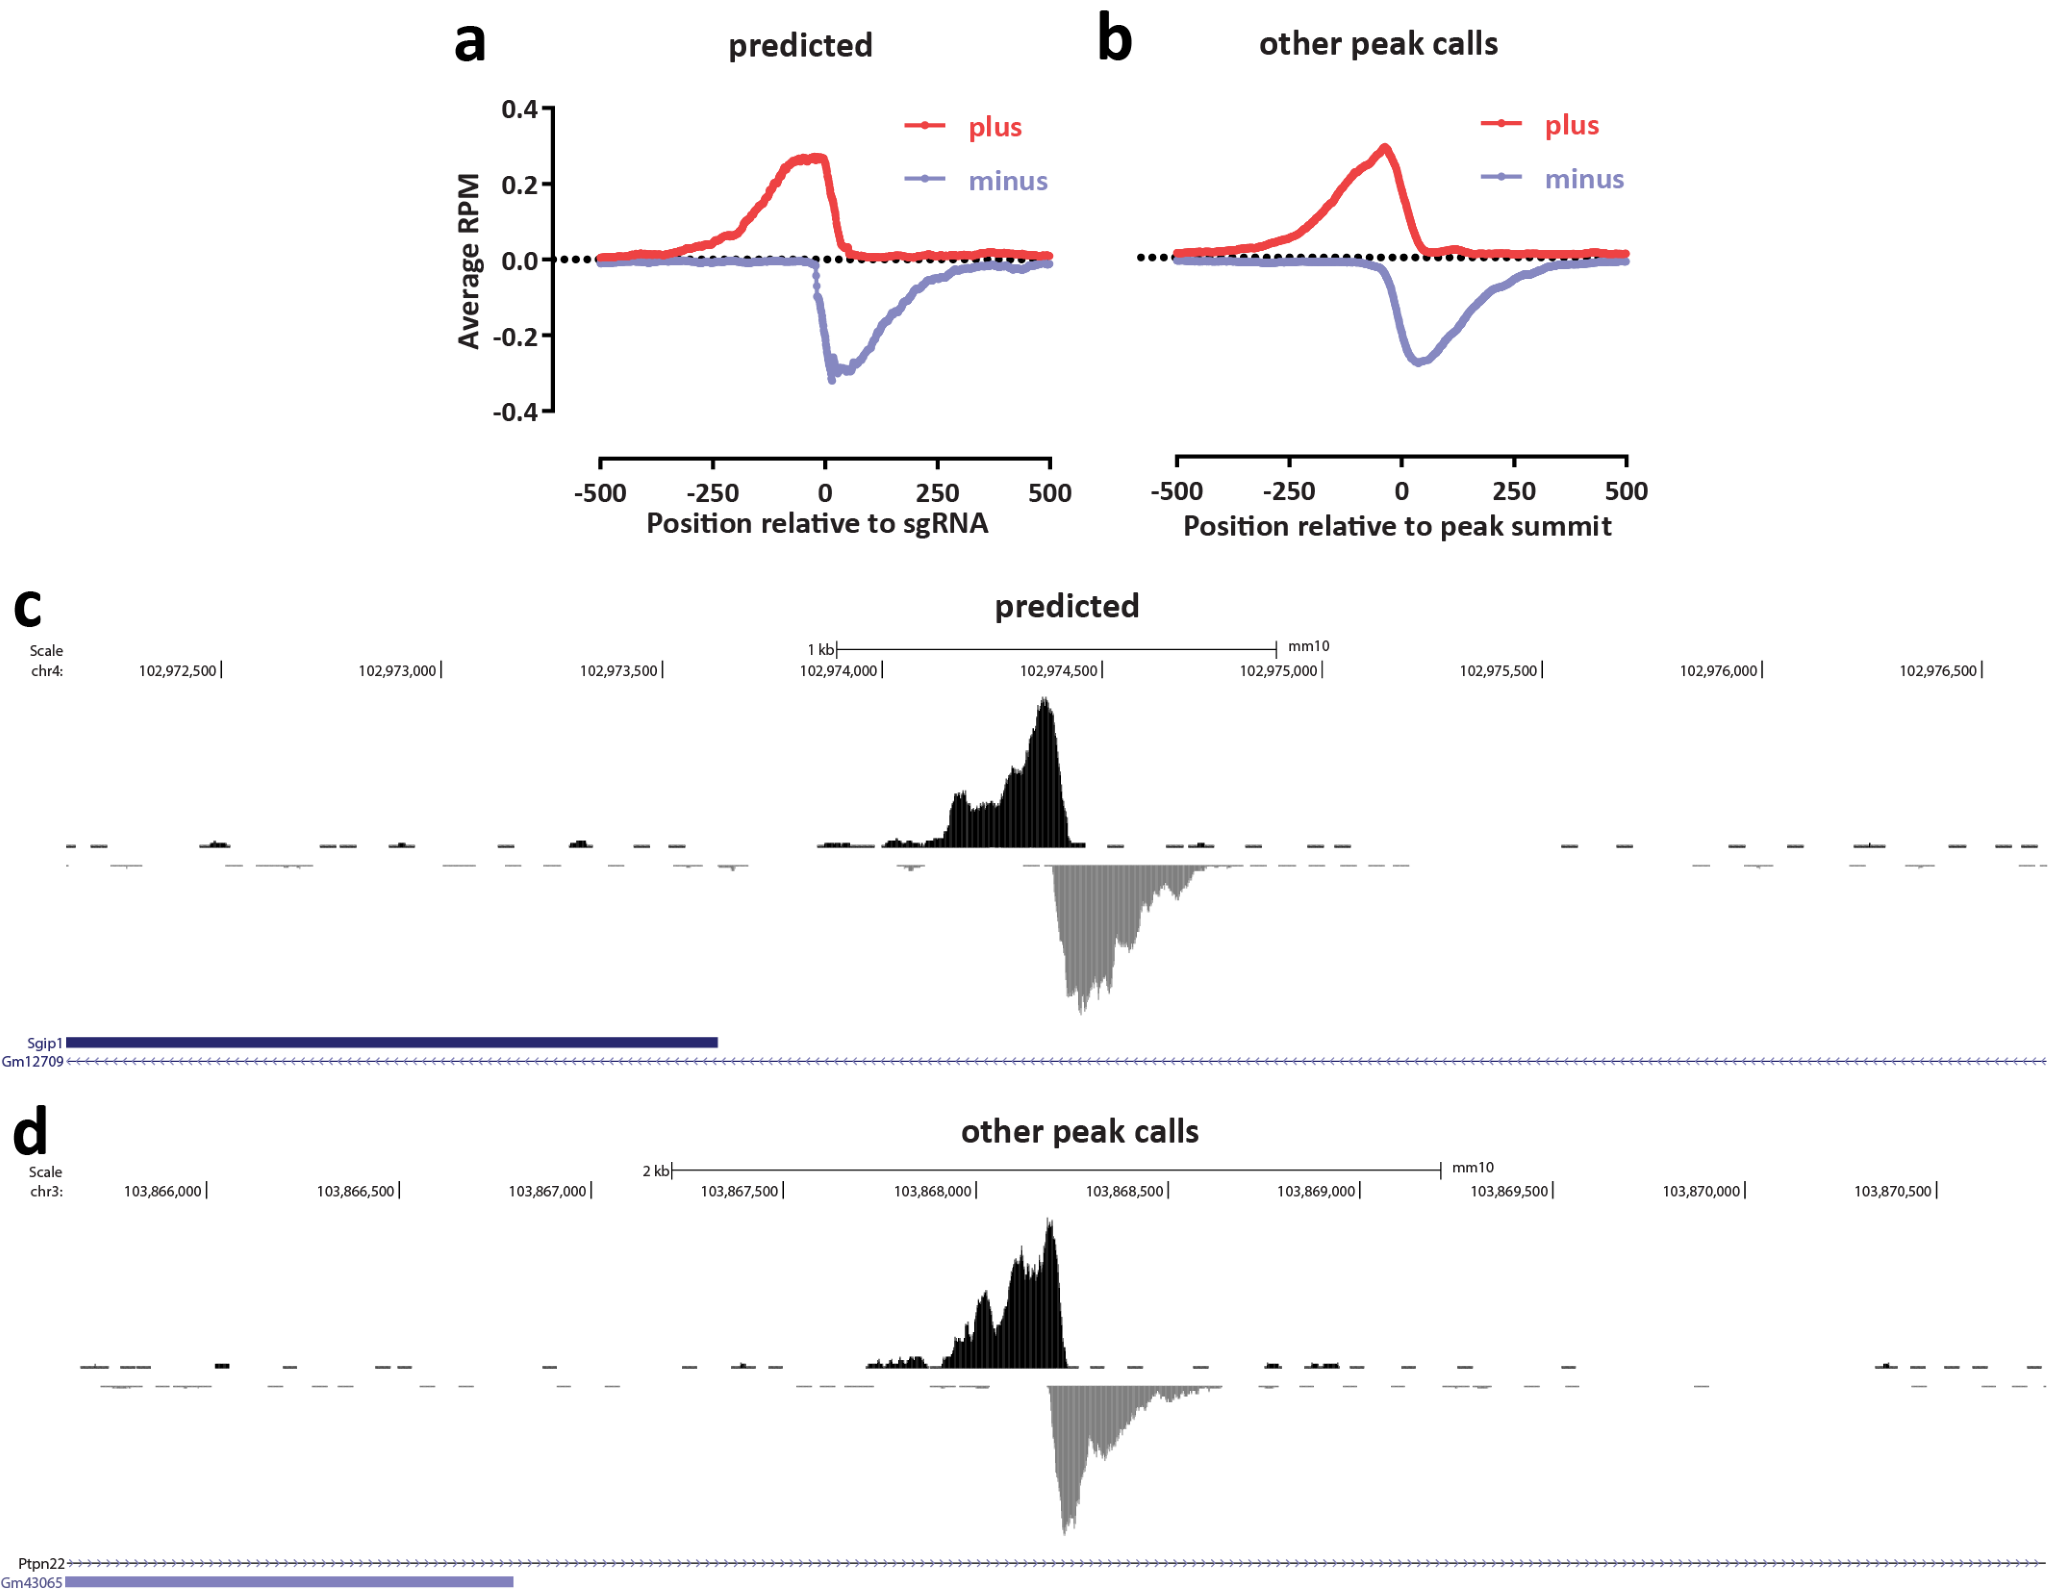 a predicted
b other peak calls
0.4
0.2
0.0
-0.2
-0.4
Average RPM
plus
minus
plus
minus
-500 -250 0 250 500
Position relative to sgRNA
-500 -250 0 250 500
Position relative to peak summit
c predicted
Scale 1 kb mm10
chr4: 102,972,500 102,973,000 102,973,500 102,974,000 102,974,500 102,975,000 102,975,500 102,976,000 102,976,500
Sgip1
Gm12709
d other peak calls
Scale 2 kb mm10
chr3: 103,866,000 103,866,500 103,867,000 103,867,500 103,868,000 103,868,500 103,869,000 103,869,500 103,870,000 103,870,500
Ptpn22
Gm43065